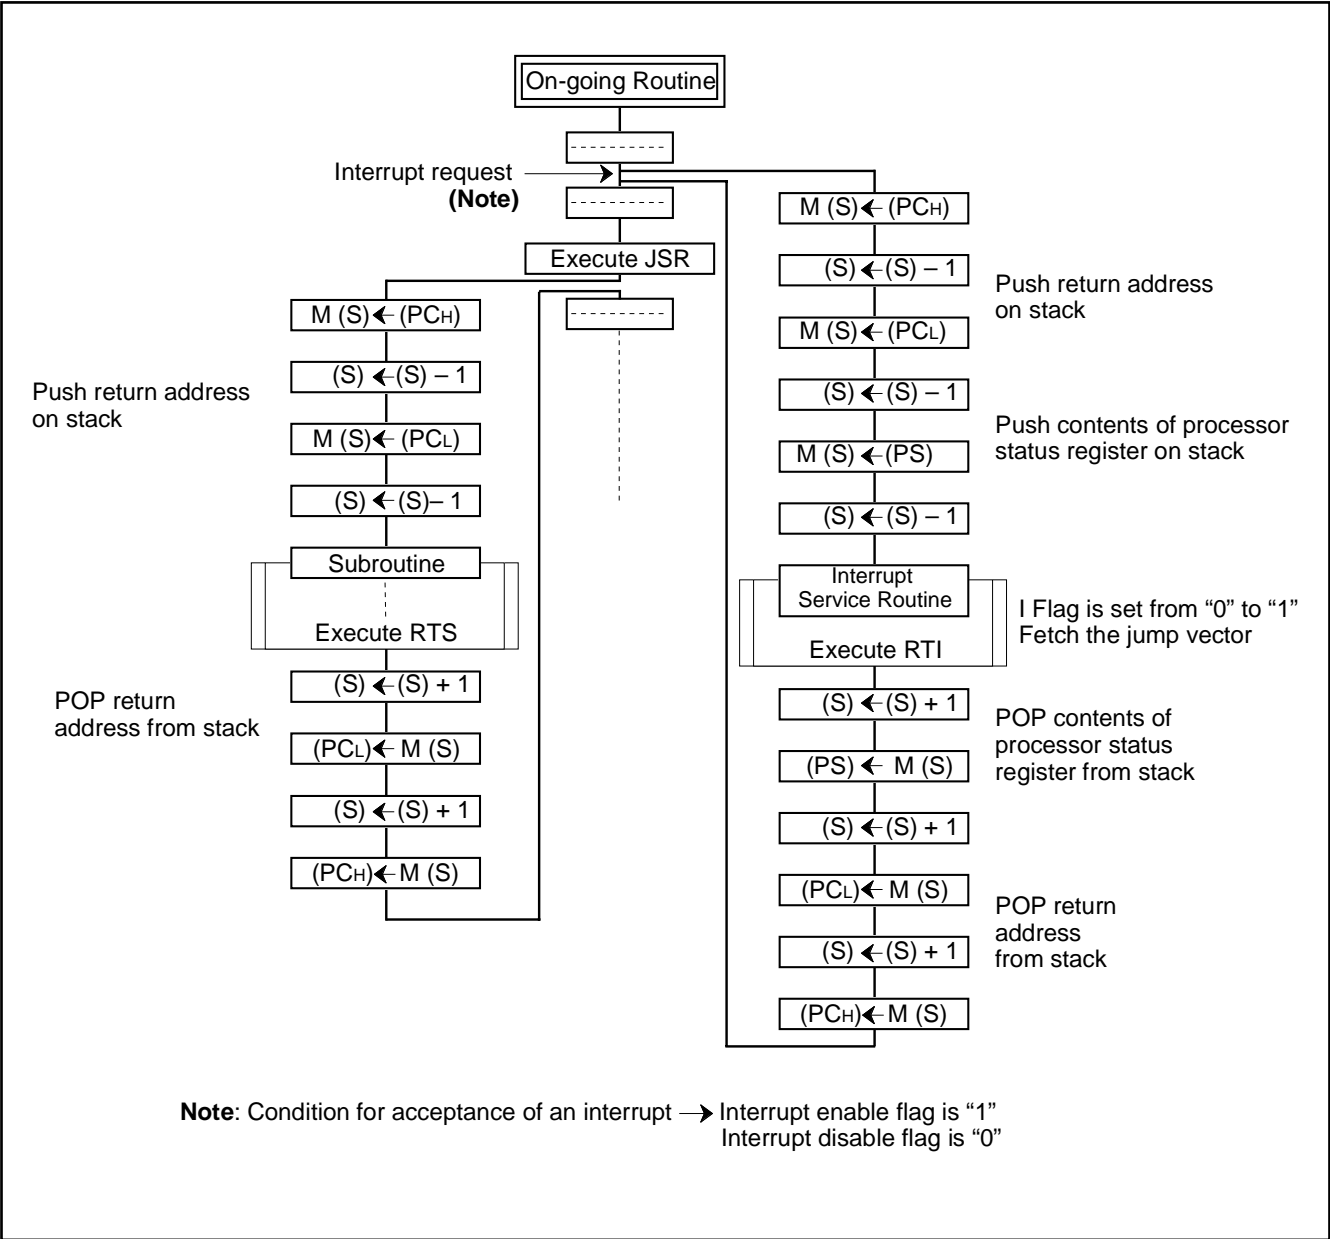 On-going Routine
Interrupt request
(Note)
Execute JSR
M (S) ← (PCH)
(S) ← (S) – 1
M (S) ← (PCL)
(S) ← (S) – 1
Push return address
on stack
Subroutine
Execute RTS
(S) ← (S) + 1
(PCL) ← M (S)
(S) ← (S) + 1
(PCH) ← M (S)
POP return
address from stack
M (S) ← (PCH)
(S) ← (S) – 1
M (S) ← (PCL)
(S) ← (S) – 1
M (S) ← (PS)
(S) ← (S) – 1
Push return address
on stack
Push contents of processor
status register on stack
Interrupt
Service Routine
Execute RTI
I Flag is set from “0” to “1”
Fetch the jump vector
(S) ← (S) + 1
(PS) ← M (S)
(S) ← (S) + 1
(PCL) ← M (S)
(S) ← (S) + 1
(PCH) ← M (S)
POP contents of
processor status
register from stack
POP return
address
from stack
Note: Condition for acceptance of an interrupt → Interrupt enable flag is “1”
Interrupt disable flag is “0”